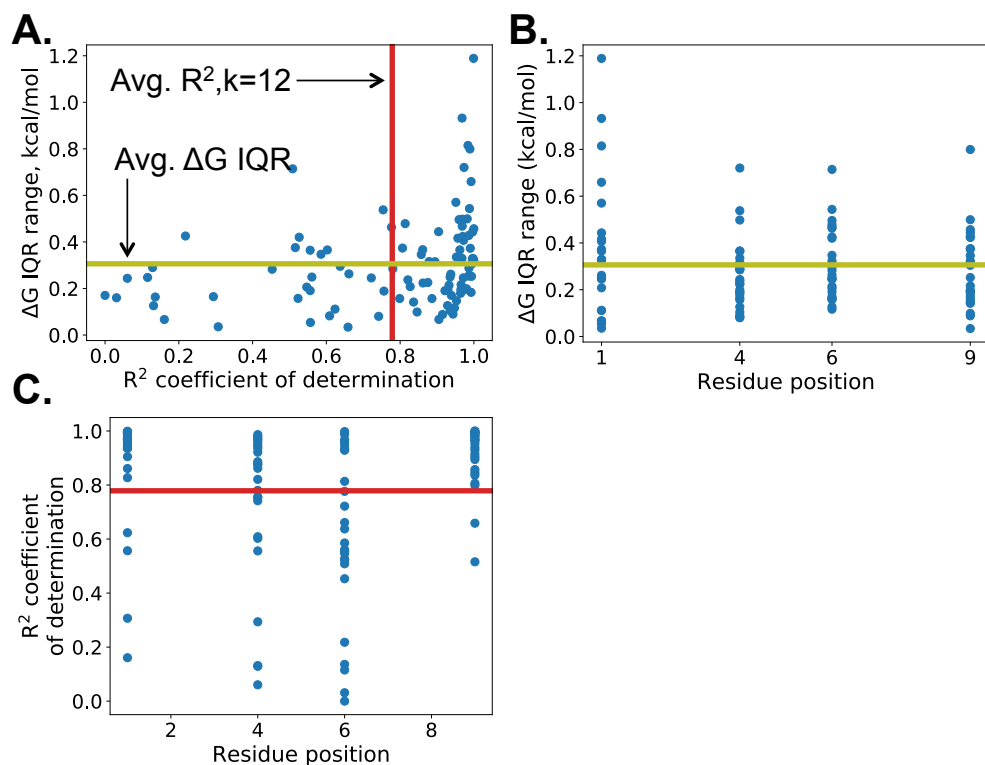 A.
1.2
1.0
0.8
0.6
0.4
0.2
0.0
ΔG IQR range, kcal/mol
Avg. R²,k=12
Avg. ΔG IQR
0.0 0.2 0.4 0.6 0.8 1.0
R² coefficient of determination
B.
1.2
1.0
0.8
0.6
0.4
0.2
0.0
ΔG IQR range (kcal/mol)
1 4 6 9
Residue position
C.
1.0
0.8
0.6
0.4
0.2
0.0
R² coefficient
of determination
2 4 6 8
Residue position